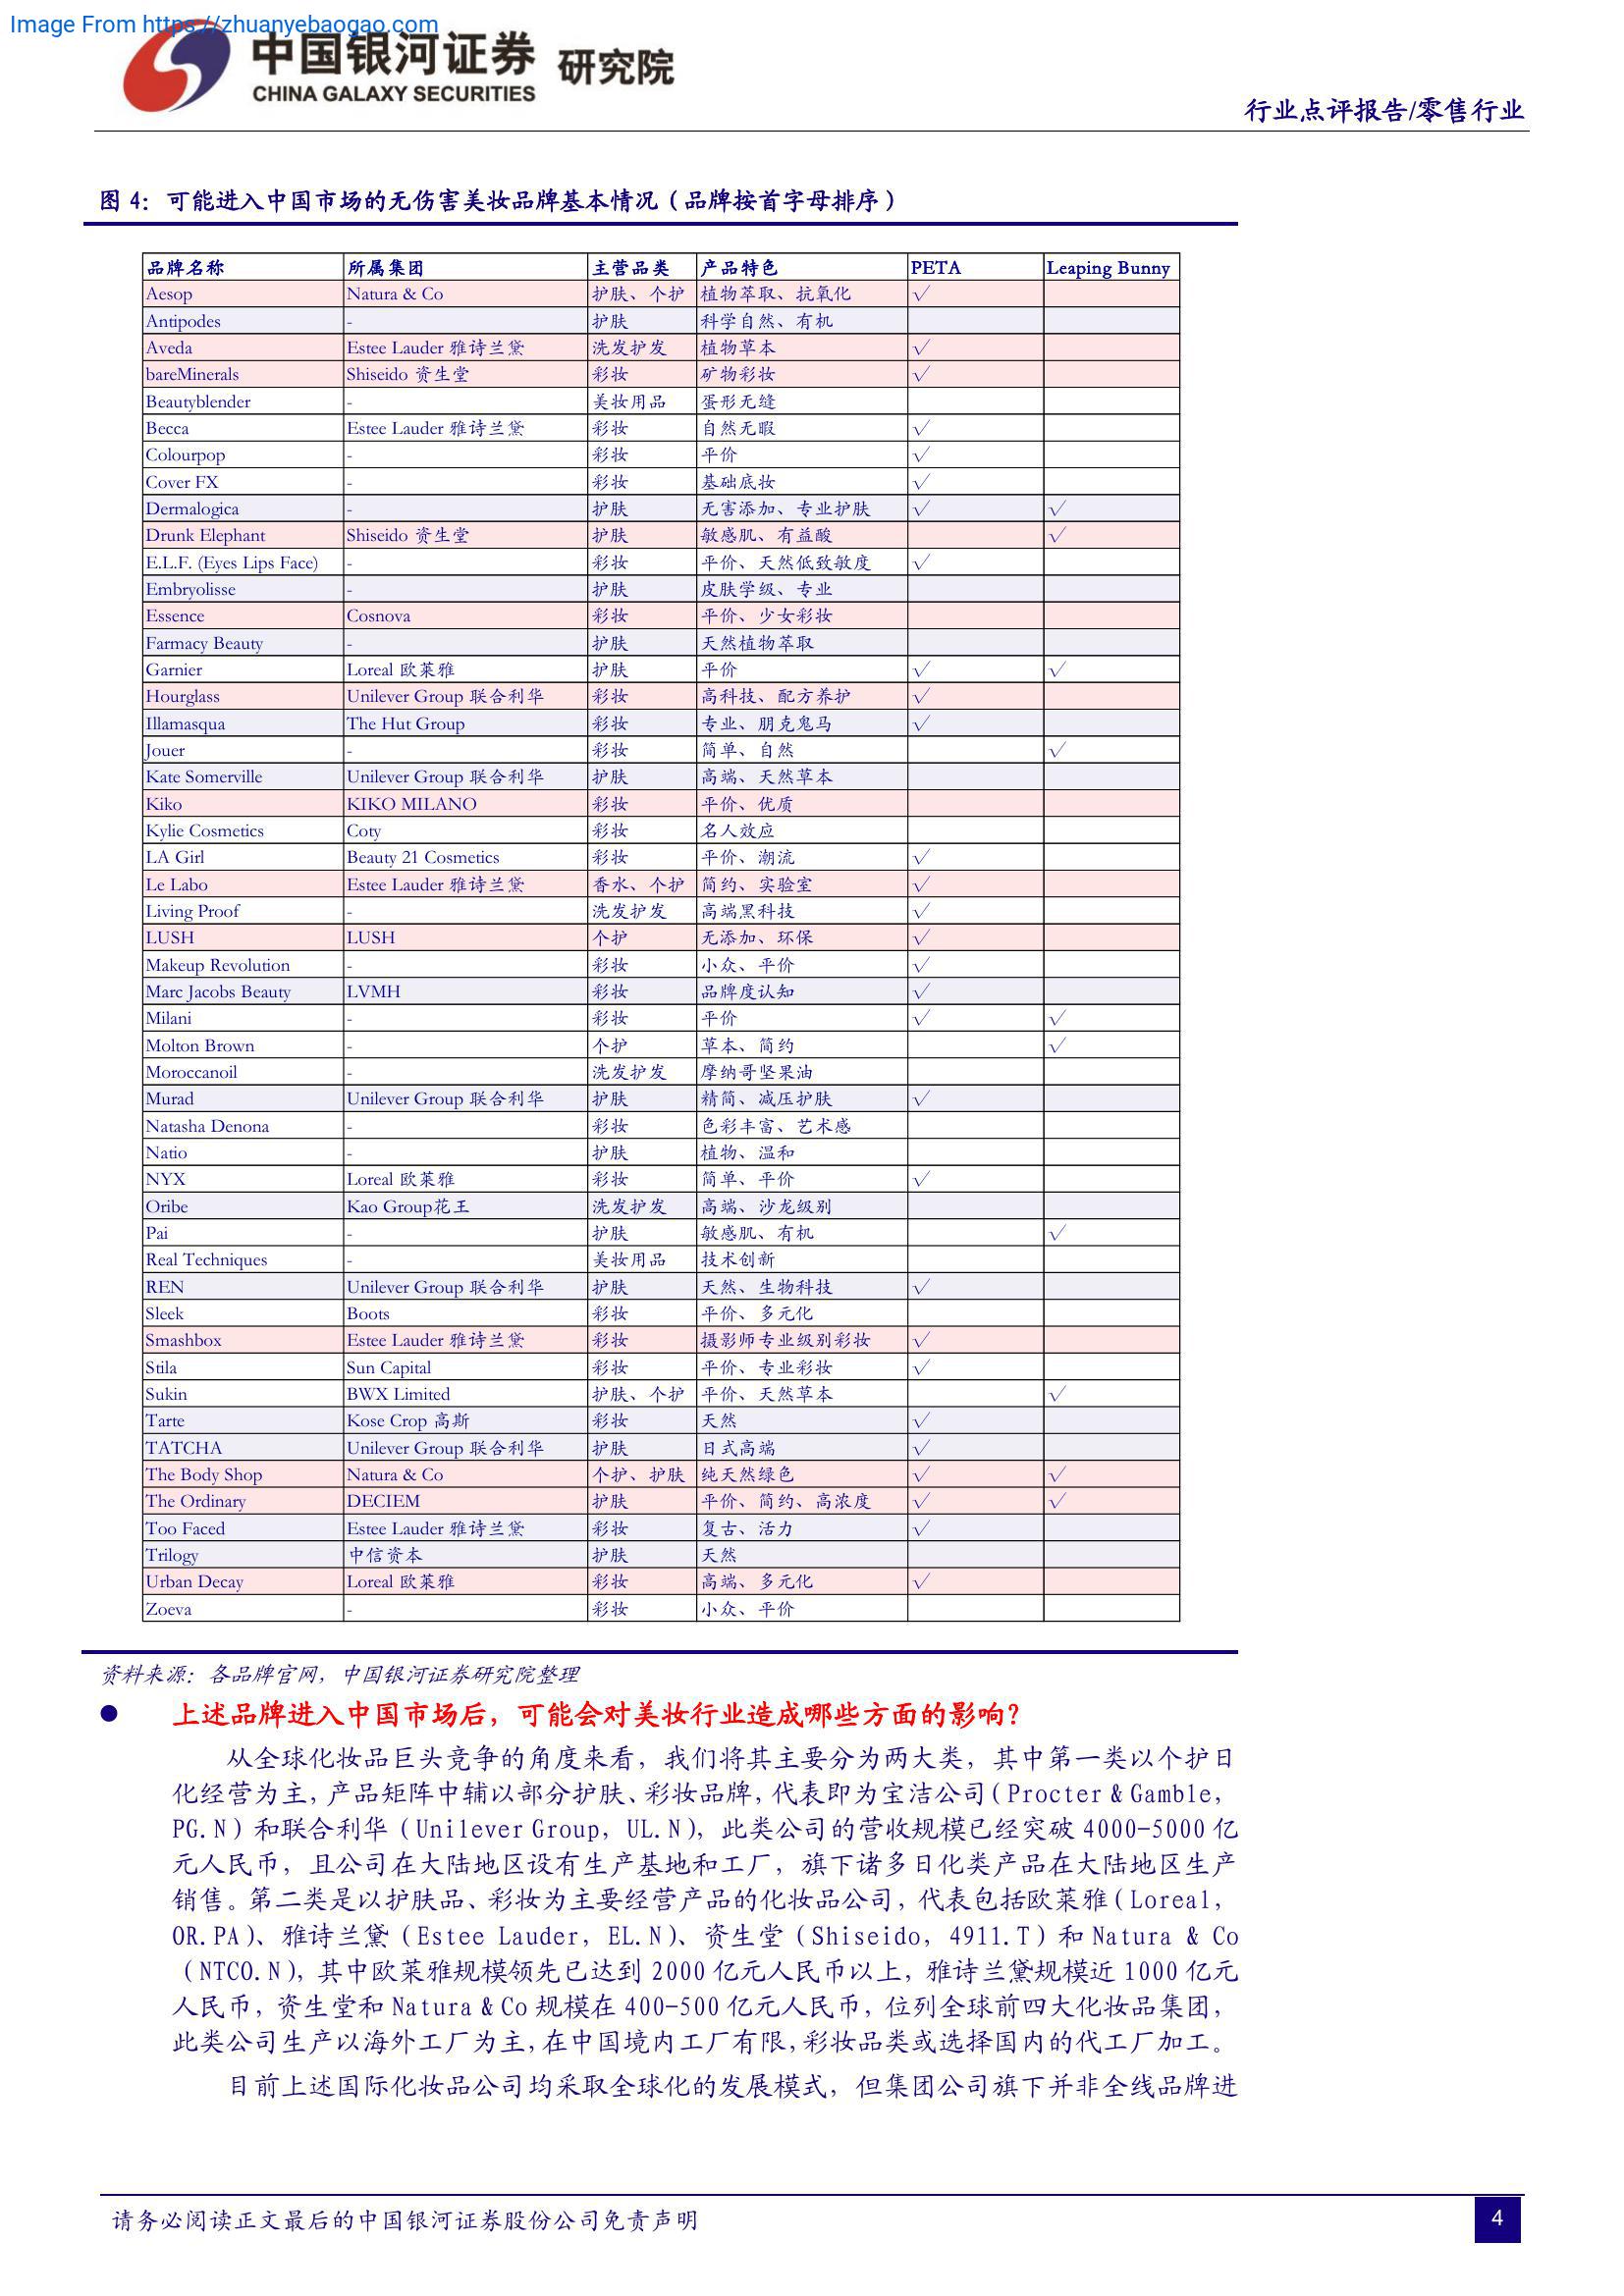 Image From https://zhuanyebaogao.com
中国银河证券 研究院
CHINA GALAXY SECURITIES
行业点评报告/零售行业
图 4：可能进入中国市场的无伤害美妆品牌基本情况（品牌按首字母排序）
品牌名称 所属集团 主营品类 产品特色 PETA Leaping Bunny
Aesop Natura & Co 护肤、个护 植物萃取、抗氧化 √
Antipodes - 护肤 科学自然、有机
Aveda Estee Lauder 雅诗兰黛 洗发护发 植物草本 √
bareMinerals Shiseido 资生堂 彩妆 矿物彩妆 √
Beautyblender - 美妆用品 蛋形无缝
Becca Estee Lauder 雅诗兰黛 彩妆 自然无暇 √
Colourpop - 彩妆 平价 √
Cover FX - 彩妆 基础底妆 √
Dermalogica - 护肤 无害添加、专业护肤 √ √
Drunk Elephant Shiseido 资生堂 护肤 敏感肌、有益酸 √
E.L.F. (Eyes Lips Face) - 彩妆 平价、天然低致敏度 √
Embryolisse - 护肤 皮肤学级、专业
Essence Cosnova 彩妆 平价、少女彩妆
Farmacy Beauty - 护肤 天然植物萃取
Garnier Loreal 欧莱雅 护肤 平价 √ √
Hourglass Unilever Group 联合利华 彩妆 高科技、配方养护 √
Illamasqua The Hut Group 彩妆 专业、朋克鬼马 √
Jouer - 彩妆 简单、自然 √
Kate Somerville Unilever Group 联合利华 护肤 高端、天然草本
Kiko KIKO MILANO 彩妆 平价、优质
Kylie Cosmetics Coty 彩妆 名人效应
LA Girl Beauty 21 Cosmetics 彩妆 平价、潮流 √
Le Labo Estee Lauder 雅诗兰黛 香水、个护 简约、实验室 √
Living Proof - 洗发护发 高端黑科技 √
LUSH LUSH 个护 无添加、环保 √
Makeup Revolution - 彩妆 小众、平价 √
Marc Jacobs Beauty LVMH 彩妆 品牌度认知 √
Milani - 彩妆 平价 √ √
Molton Brown - 个护 草本、简约 √
Moroccanoil - 洗发护发 摩纳哥坚果油
Murad Unilever Group 联合利华 护肤 精简、减压护肤 √
Natasha Denona - 彩妆 色彩丰富、艺术感
Natio - 护肤 植物、温和
NYX Loreal 欧莱雅 彩妆 简单、平价 √
Oribe Kao Group花王 洗发护发 高端、沙龙级别
Pai - 护肤 敏感肌、有机 √
Real Techniques - 美妆用品 技术创新
REN Unilever Group 联合利华 护肤 天然、生物科技 √
Sleek Boots 彩妆 平价、多元化
Smashbox Estee Lauder 雅诗兰黛 彩妆 摄影师专业级别彩妆 √
Stila Sun Capital 彩妆 平价、专业彩妆 √
Sukin BWX Limited 护肤、个护 平价、天然草本 √
Tarte Kose Crop 高斯 彩妆 天然 √
TATCHA Unilever Group 联合利华 护肤 日式高端 √
The Body Shop Natura & Co 个护、护肤 纯天然绿色 √ √
The Ordinary DECIEM 护肤 平价、简约、高浓度 √ √
Too Faced Estee Lauder 雅诗兰黛 彩妆 复古、活力 √
Trilogy 中信资本 护肤 天然
Urban Decay Loreal 欧莱雅 彩妆 高端、多元化 √
Zoeva - 彩妆 小众、平价
资料来源：各品牌官网，中国银河证券研究院整理
● 上述品牌进入中国市场后，可能会对美妆行业造成哪些方面的影响？
从全球化妆品巨头竞争的角度来看，我们将其主要分为两大类，其中第一类以个护日
化经营为主，产品矩阵中辅以部分护肤、彩妆品牌，代表即为宝洁公司（Procter & Gamble，
PG.N）和联合利华（Unilever Group，UL.N），此类公司的营收规模已经突破 4000-5000 亿
元人民币，且公司在大陆地区设有生产基地和工厂，旗下诸多日化类产品在大陆地区生产
销售。第二类是以护肤品、彩妆为主要经营产品的化妆品公司，代表包括欧莱雅（Loreal，
OR.PA）、雅诗兰黛（Estee Lauder，EL.N）、资生堂（Shiseido，4911.T）和 Natura & Co
（NTCO.N），其中欧莱雅规模领先已达到 2000 亿元人民币以上，雅诗兰黛规模近 1000 亿元
人民币，资生堂和 Natura & Co 规模在 400-500 亿元人民币，位列全球前四大化妆品集团，
此类公司生产以海外工厂为主，在中国境内工厂有限，彩妆品类或选择国内的代工厂加工。
目前上述国际化妆品公司均采取全球化的发展模式，但集团公司旗下并非全线品牌进
请务必阅读正文最后的中国银河证券股份公司免责声明
4